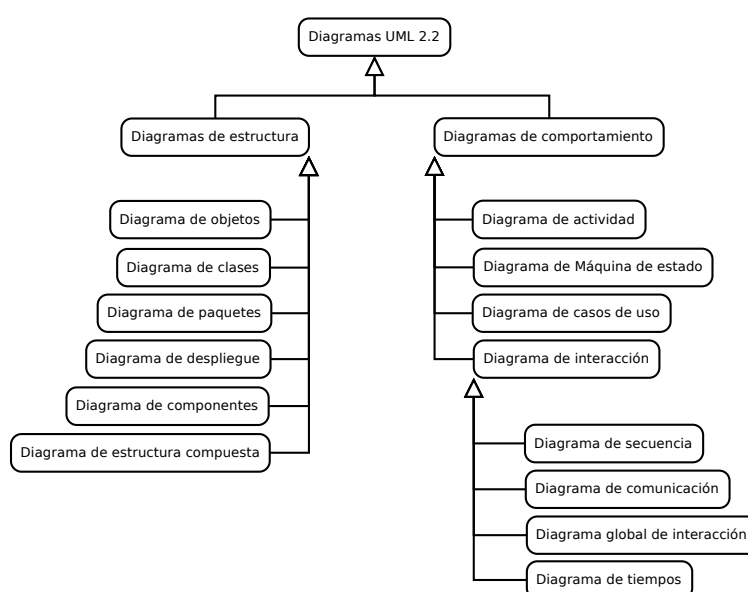 Diagramas UML 2.2
Diagramas de estructura
Diagramas de comportamiento
Diagrama de objetos
Diagrama de clases
Diagrama de paquetes
Diagrama de despliegue
Diagrama de componentes
Diagrama de estructura compuesta
Diagrama de actividad
Diagrama de Máquina de estado
Diagrama de casos de uso
Diagrama de interacción
Diagrama de secuencia
Diagrama de comunicación
Diagrama global de interacción
Diagrama de tiempos